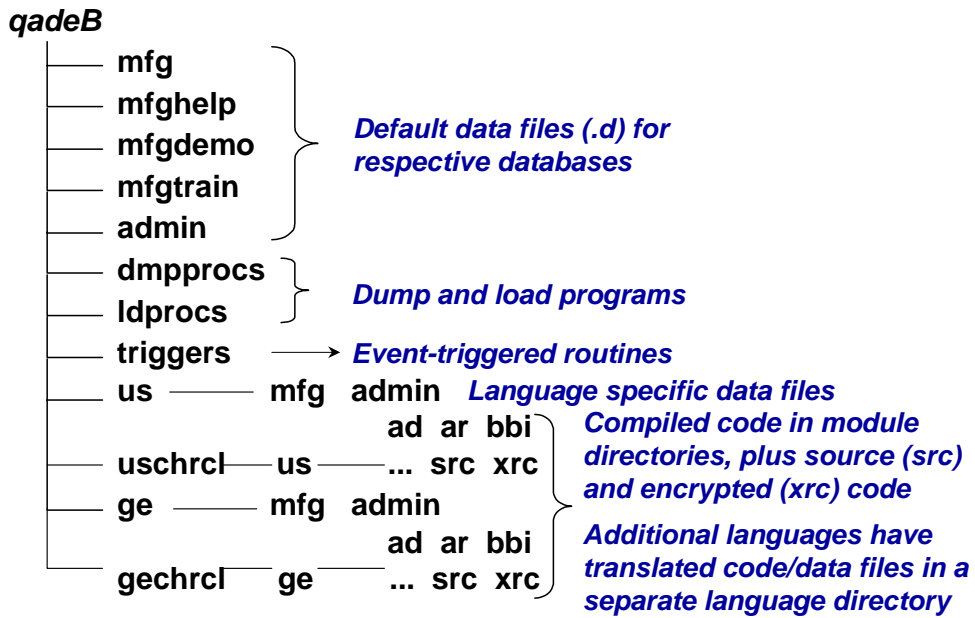 qadeB
mfg
mfghelp
mfgdemo
mfgtrain
admin
Default data files (.d) for
respective databases
dmpprocs
ldprocs
Dump and load programs
triggers
Event-triggered routines
us mfg admin Language specific data files
ad ar bbi
uschrcl us ... src xrc
Compiled code in module
directories, plus source (src)
and encrypted (xrc) code
ge mfg admin
ad ar bbi
gechrcl ge ... src xrc
Additional languages have
translated code/data files in a
separate language directory